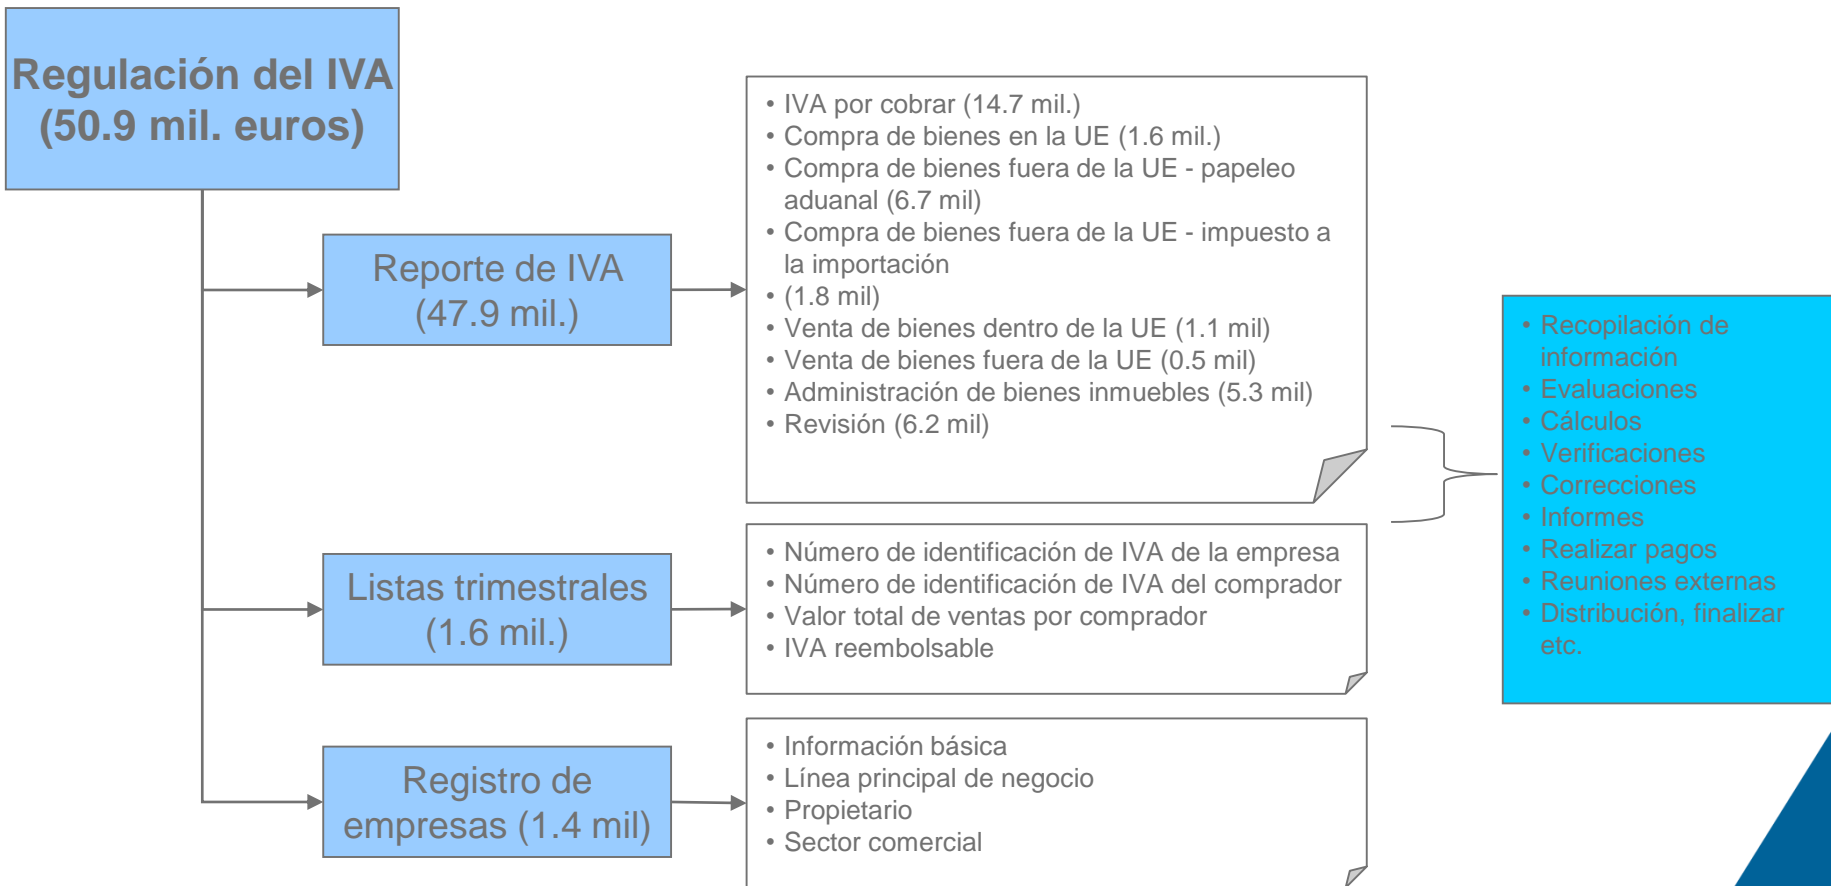 Regulación del IVA
(50.9 mil. euros)
Reporte de IVA
(47.9 mil.)
• IVA por cobrar (14.7 mil.)
• Compra de bienes en la UE (1.6 mil.)
• Compra de bienes fuera de la UE - papeleo
aduanal (6.7 mil)
• Compra de bienes fuera de la UE - impuesto a
la importación
• (1.8 mil)
• Venta de bienes dentro de la UE (1.1 mil)
• Venta de bienes fuera de la UE (0.5 mil)
• Administración de bienes inmuebles (5.3 mil)
• Revisión (6.2 mil)
Listas trimestrales
(1.6 mil.)
• Número de identificación de IVA de la empresa
• Número de identificación de IVA del comprador
• Valor total de ventas por comprador
• IVA reembolsable
Registro de
empresas (1.4 mil)
• Información básica
• Línea principal de negocio
• Propietario
• Sector comercial
• Recopilación de
información
• Evaluaciones
• Cálculos
• Verificaciones
• Correcciones
• Informes
• Realizar pagos
• Reuniones externas
• Distribución, finalizar
etc.